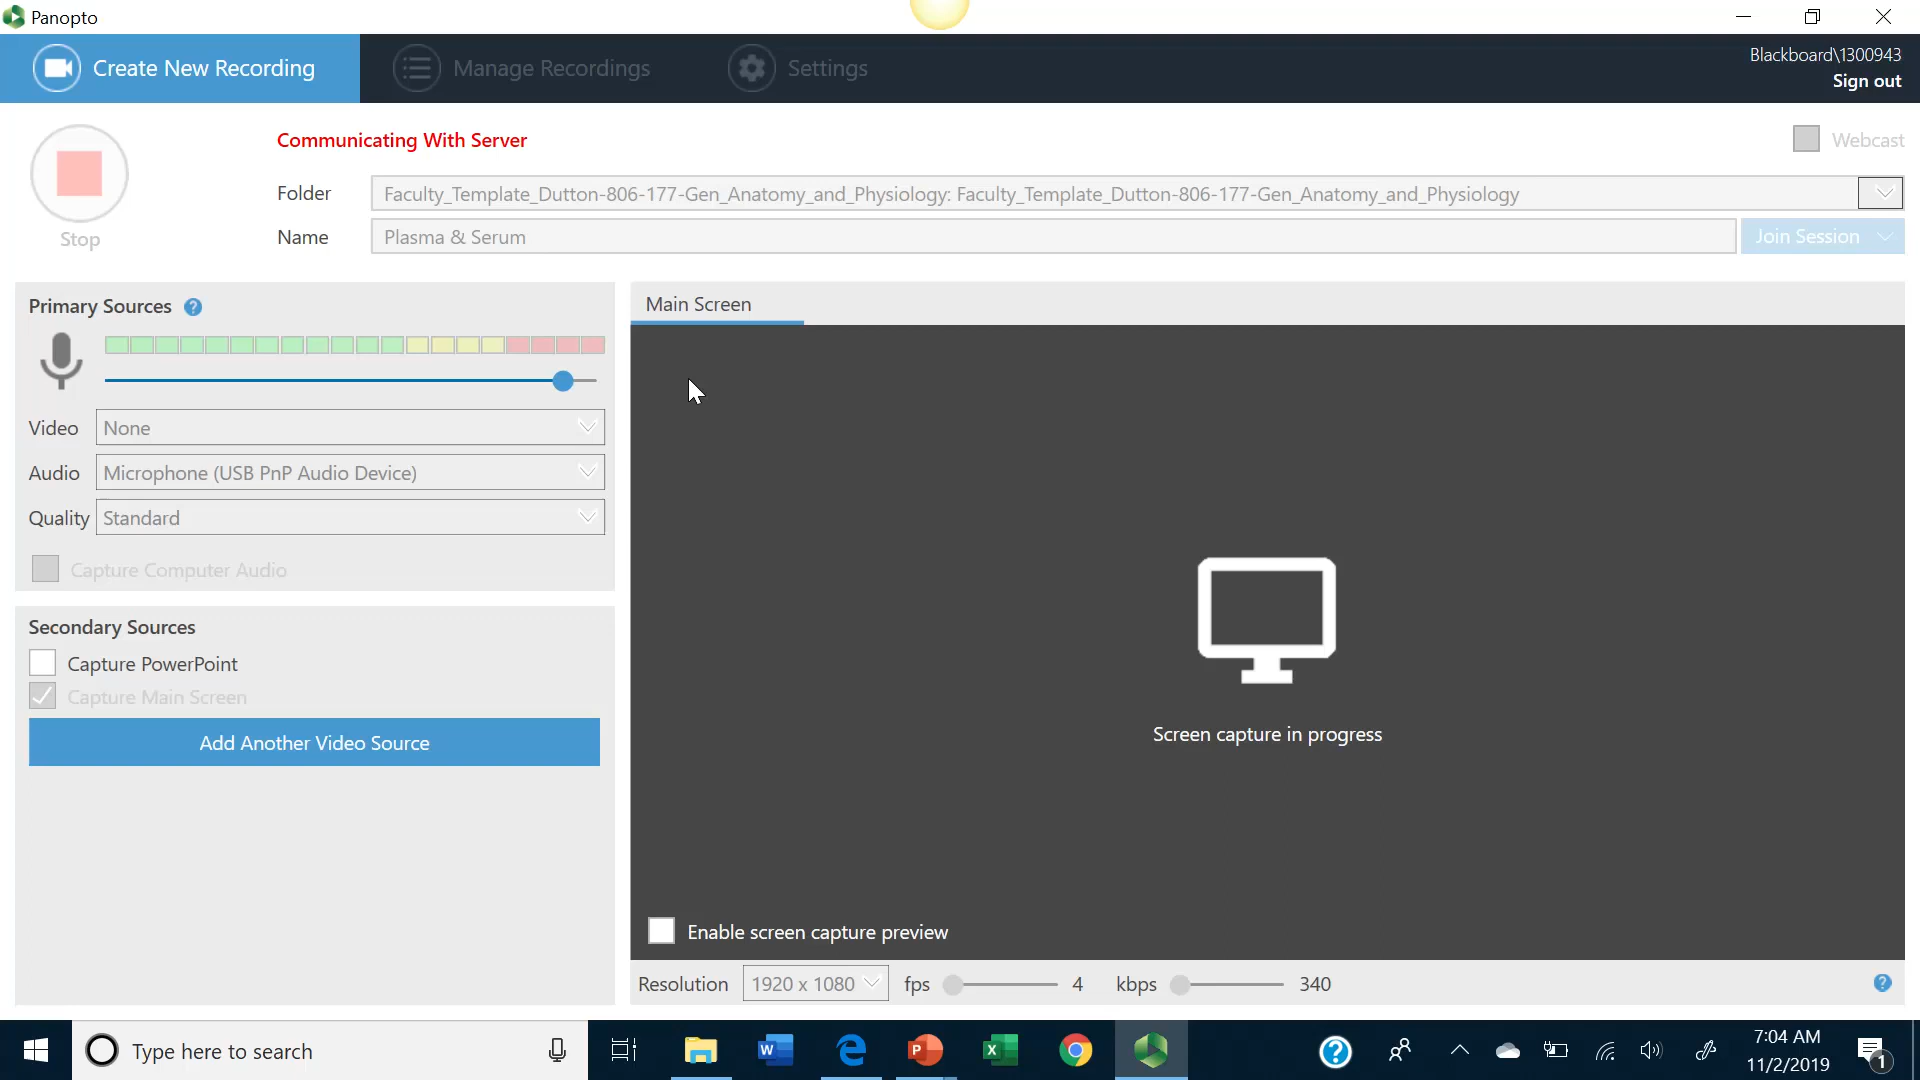 Panopto
Create New Recording
Manage Recordings
Settings
Blackboard\1300943
Sign out
Communicating With Server
Webcast
Stop
Folder
Faculty_Template_Dutton-806-177-Gen_Anatomy_and_Physiology: Faculty_Template_Dutton-806-177-Gen_Anatomy_and_Physiology
Name
Plasma & Serum
Join Session
Primary Sources ?
Video
None
Audio
Microphone (USB PnP Audio Device)
Quality
Standard
Capture Computer Audio
Secondary Sources
Capture PowerPoint
Capture Main Screen
Add Another Video Source
Main Screen
Screen capture in progress
Enable screen capture preview
Resolution 1920 x 1080 fps 4 kbps 340 ?
Type here to search
W
P
X
?
7:04 AM
11/2/2019
1